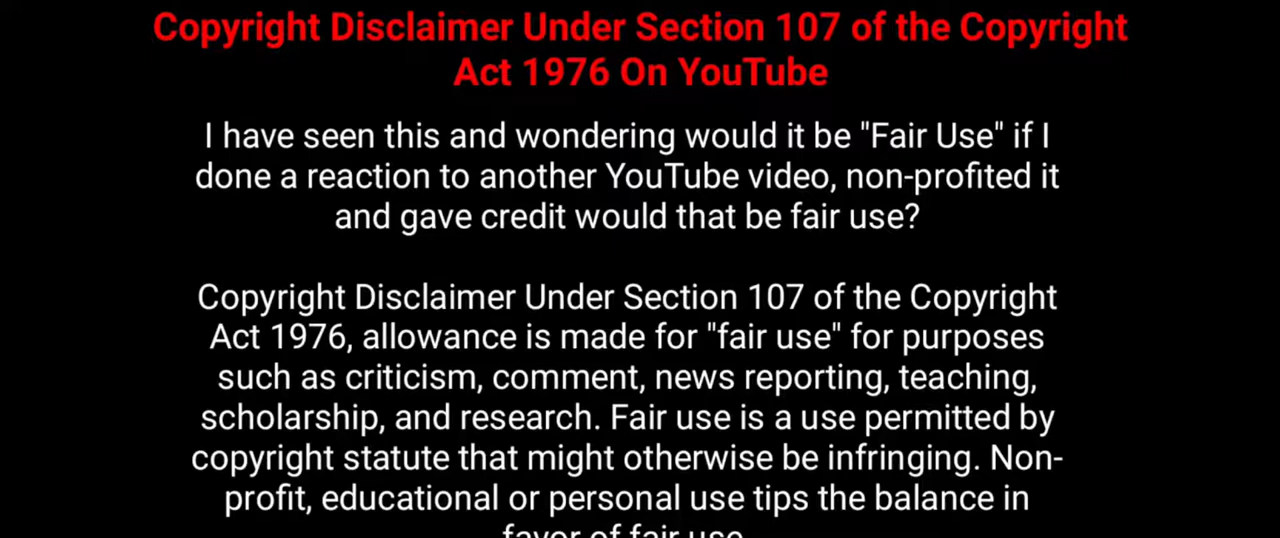 Copyright Disclaimer Under Section 107 of the Copyright
Act 1976 On YouTube
I have seen this and wondering would it be "Fair Use" if I
done a reaction to another YouTube video, non-profited it
and gave credit would that be fair use?
Copyright Disclaimer Under Section 107 of the Copyright
Act 1976, allowance is made for "fair use" for purposes
such as criticism, comment, news reporting, teaching,
scholarship, and research. Fair use is a use permitted by
copyright statute that might otherwise be infringing. Non-
profit, educational or personal use tips the balance in
favor of fair use